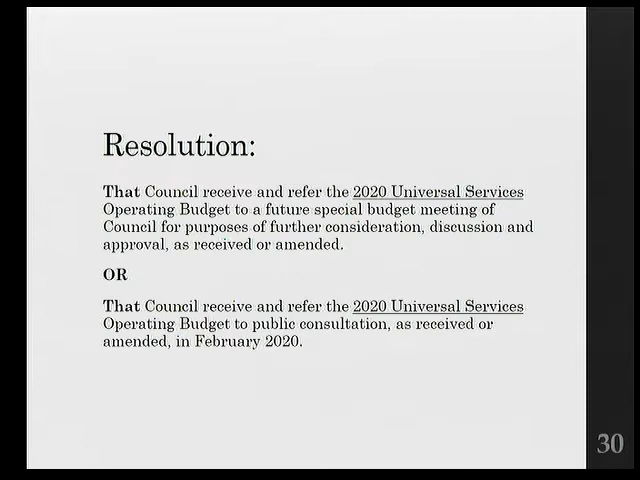 Resolution:
That Council receive and refer the 2020 Universal Services
Operating Budget to a future special budget meeting of
Council for purposes of further consideration, discussion and
approval, as received or amended.
OR
That Council receive and refer the 2020 Universal Services
Operating Budget to public consultation, as received or
amended, in February 2020.
30